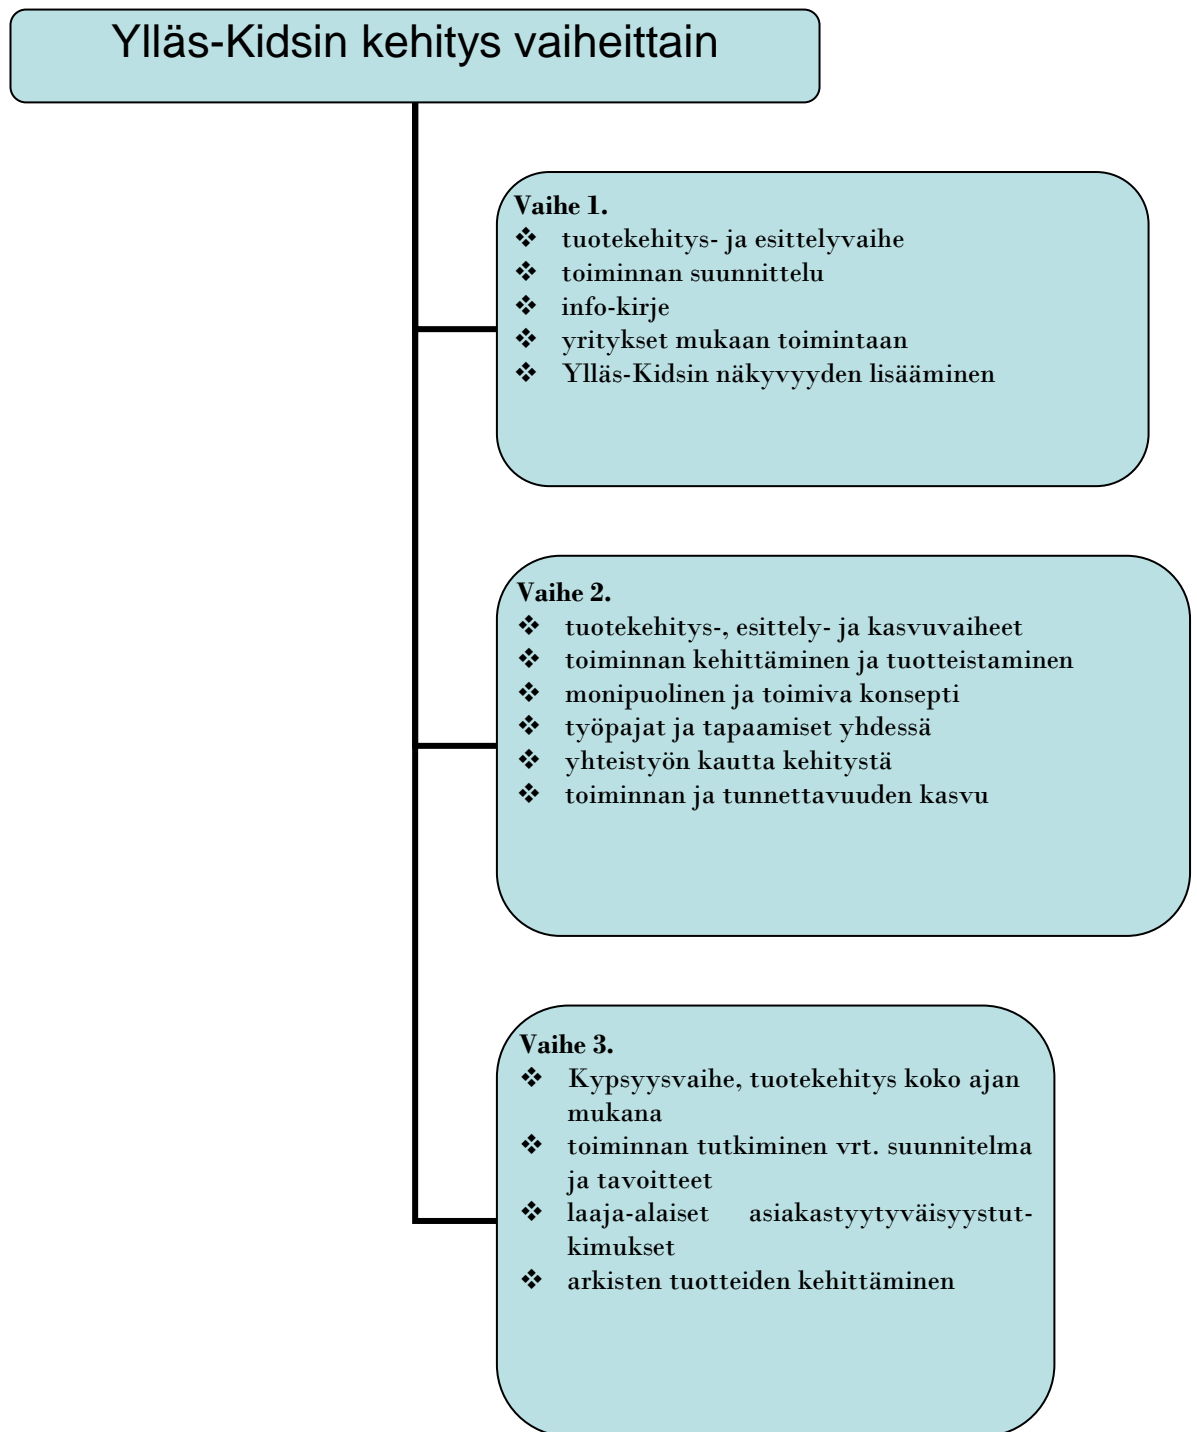 Ylläs-Kidsin kehitys vaiheittain
Vaihe 1.
❖ tuotekehitys- ja esittelyvaihe
❖ toiminnan suunnittelu
❖ info-kirje
❖ yritykset mukaan toimintaan
❖ Ylläs-Kidsin näkyvyyden lisääminen
Vaihe 2.
❖ tuotekehitys-, esittely- ja kasvuvaiheet
❖ toiminnan kehittäminen ja tuotteistaminen
❖ monipuolinen ja toimiva konsepti
❖ työpajat ja tapaamiset yhdessä
❖ yhteistyön kautta kehitystä
❖ toiminnan ja tunnettavuuden kasvu
Vaihe 3.
❖ Kypsyysvaihe, tuotekehitys koko ajan
mukana
❖ toiminnan tutkiminen vrt. suunnitelma
ja tavoitteet
❖ laaja-alaiset asiakastyytyväisyystut-
kimukset
❖ arkisten tuotteiden kehittäminen